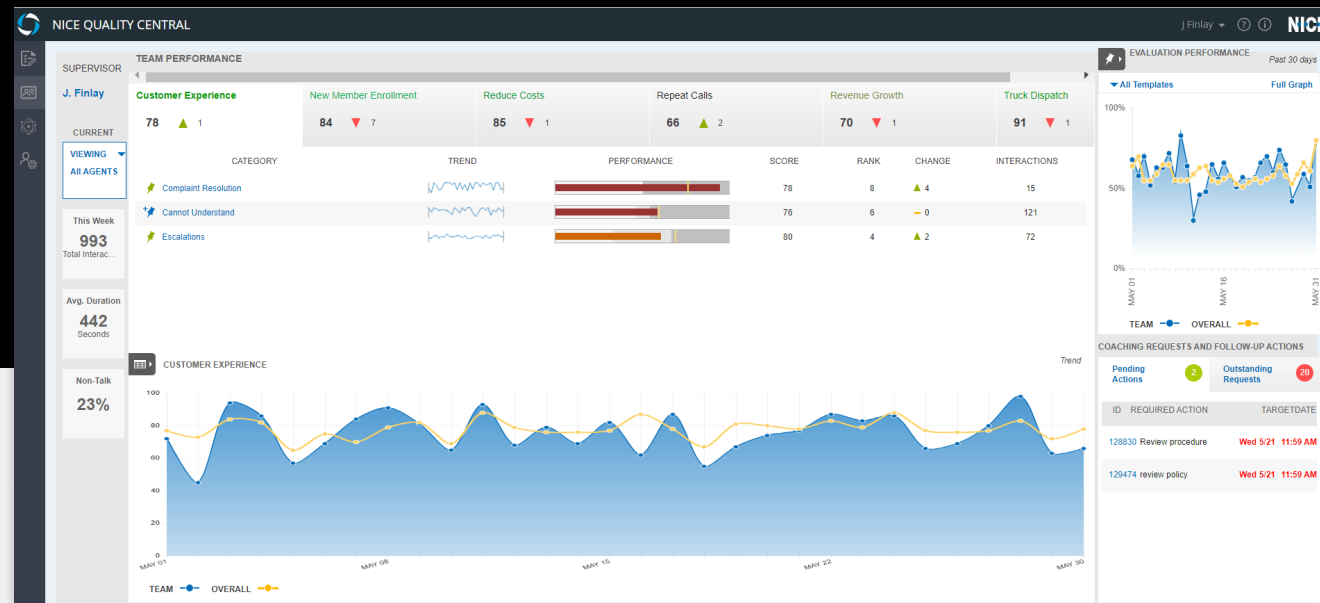 NICE QUALITY CENTRAL
J Finlay
SUPERVISOR
J. Finlay
CURRENT
VIEWING
All AGENTS
This Week
993
Total Interac...
Avg. Duration
442
Seconds
Non-Talk
23%
TEAM PERFORMANCE
Customer Experience New Member Enrollment Reduce Costs Repeat Calls Revenue Growth Truck Dispatch
78 1 84 7 85 1 66 2 70 1 91 1
CATEGORY TREND PERFORMANCE SCORE RANK CHANGE INTERACTIONS
Complaint Resolution 78 8 4 15
Cannot Understand 76 6 0 121
Escalations 80 4 2 72
CUSTOMER EXPERIENCE Trend
100
80
60
40
20
0
MAY 01 MAY 08 MAY 15 MAY 22 MAY 30
TEAM OVERALL
EVALUATION PERFORMANCE Past 30 days
All Templates Full Graph
100%
50%
0%
MAY 01 MAY 16 MAY 31
TEAM OVERALL
COACHING REQUESTS AND FOLLOW-UP ACTIONS
Pending Actions 2 Outstanding Requests 20
ID REQUIRED ACTION TARGETDATE
128830 Review procedure Wed 5/21 11:59 AM
129474 review policy Wed 5/21 11:59 AM